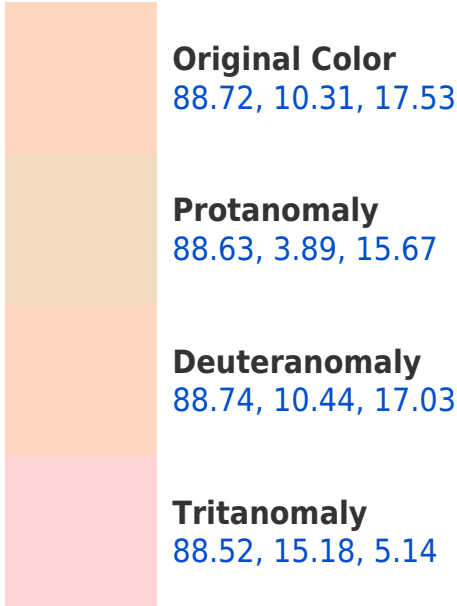 Original Color
88.72, 10.31, 17.53
Protanomaly
88.63, 3.89, 15.67
Deuteranomaly
88.74, 10.44, 17.03
Tritanomaly
88.52, 15.18, 5.14